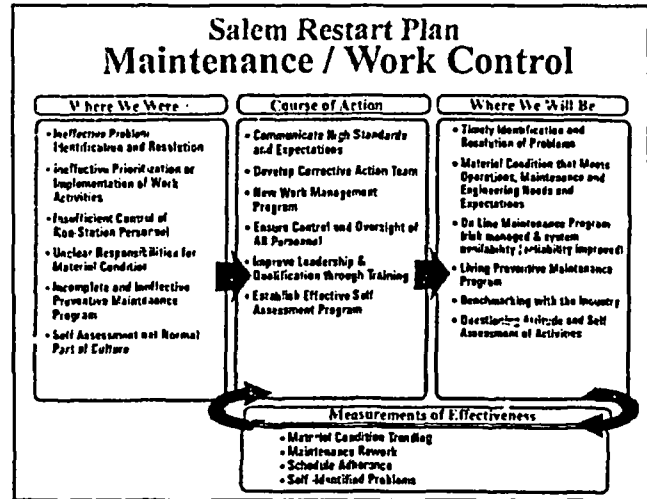 Salem Restart Plan
Maintenance / Work Control
Where We Were
• Ineffective Problem
Identification and Resolution
• Ineffective Prioritization or
Implementation of Work
Activities
• Insufficient Control of
Non-Station Personnel
• Unclear Responsibilities for
Material Condition
• Incomplete and Ineffective
Preventive Maintenance
Program
• Self Assessment not Normal
Part of Culture
Course of Action
• Communicate High Standards
and Expectations
• Develop Corrective Action Team
• New Work Management
Program
• Ensure Control and Oversight of
All Personnel
• Improve Leadership &
Qualification through Training
• Establish Effective Self
Assessment Program
Where We Will Be
• Timely Identification and
Resolution of Problems
• Material Condition that Meets
Operations, Maintenance and
Engineering Needs and
Expectations
• On Line Maintenance Program
(risk managed & system
availability / reliability improved)
• Living Preventive Maintenance
Program
• Benchmarking with the Industry
• Questioning Attitude and Self
Assessment of Activities
Measurements of Effectiveness
• Material Condition Trending
• Maintenance Rework
• Schedule Adherance
• Self-Identified Problems